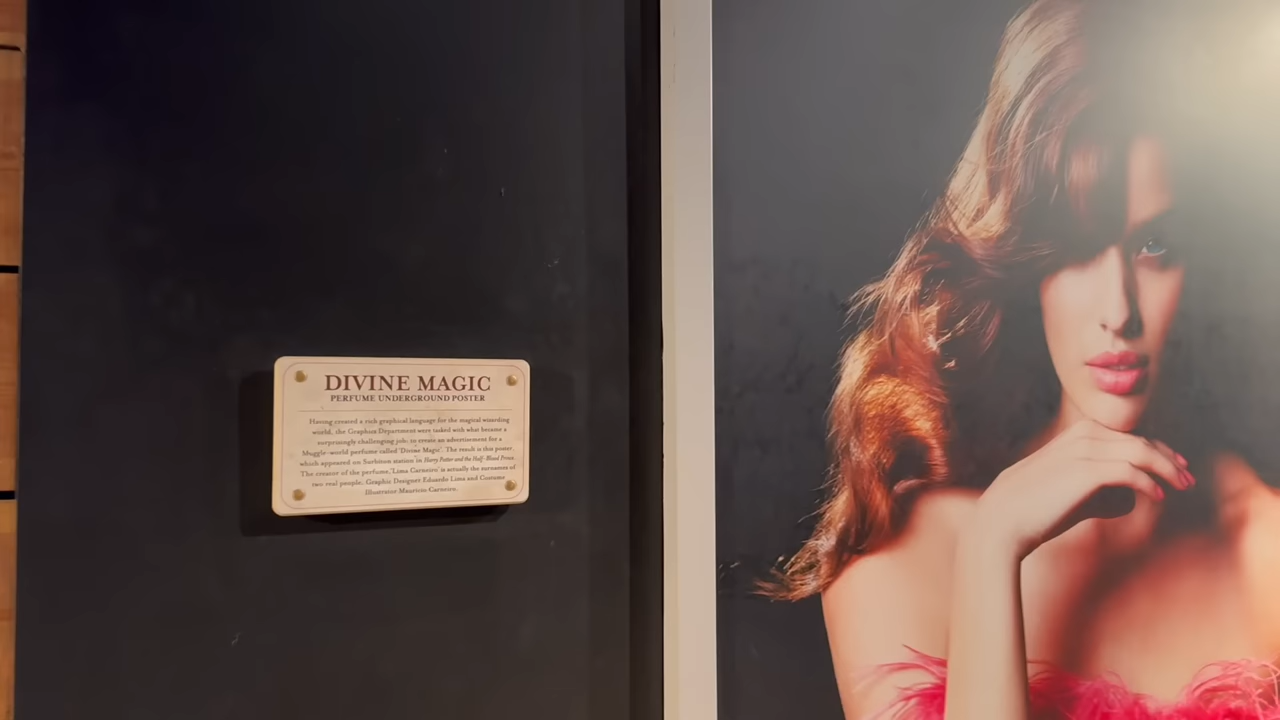 DIVINE MAGIC
PERFUME UNDERGROUND POSTER
Having created a rich graphical language for the magical wizarding
world, the Graphics Department were tasked with what became a
surprisingly challenging job: to create an advertisement for a
Muggle-world perfume called 'Divine Magic'. The result is this poster,
which appeared on Surbiton station in Harry Potter and the Half-Blood Prince.
The creator of the perfume, 'Lima Carneiro' is actually the surnames of
two real people, Graphic Designer Eduardo Lima and Costume
Illustrator Mauricio Carneiro.